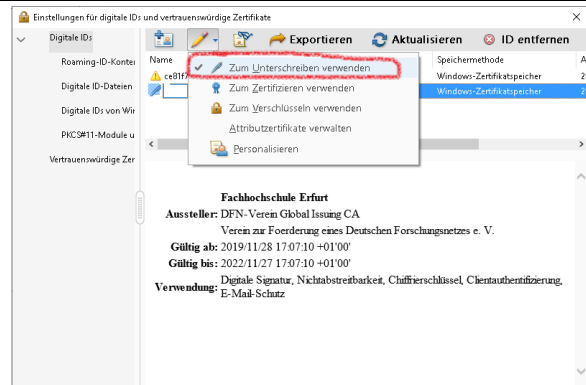 Einstellungen für digitale IDs und vertrauenswürdige Zertifikate
Digitale IDs
Exportieren
Aktualisieren
ID entfernen
Roaming-ID-Konte
Digitale ID-Dateien
Digitale IDs von Wir
PKCS#11-Module u
Vertrauenswürdige Zer
Name
Speichermethode
ce81f7
Windows-Zertifikatspeicher
2
Windows-Zertifikatspeicher
2
Zum Unterschreiben verwenden
Zum Zertifizieren verwenden
Zum Verschlüsseln verwenden
Attributzertifikate verwalten
Personalisieren
Fachhochschule Erfurt
Aussteller: DFN-Verein Global Issuing CA
Verein zur Foerderung eines Deutschen Forschungsnetzes e. V.
Gültig ab: 2019/11/28 17:07:10 +01'00'
Gültig bis: 2022/11/27 17:07:10 +01'00'
Verwendung: Digitale Signatur, Nichtabstreitbarkeit, Chiffrierschlüssel, Clientauthentifizierung,
E-Mail-Schutz